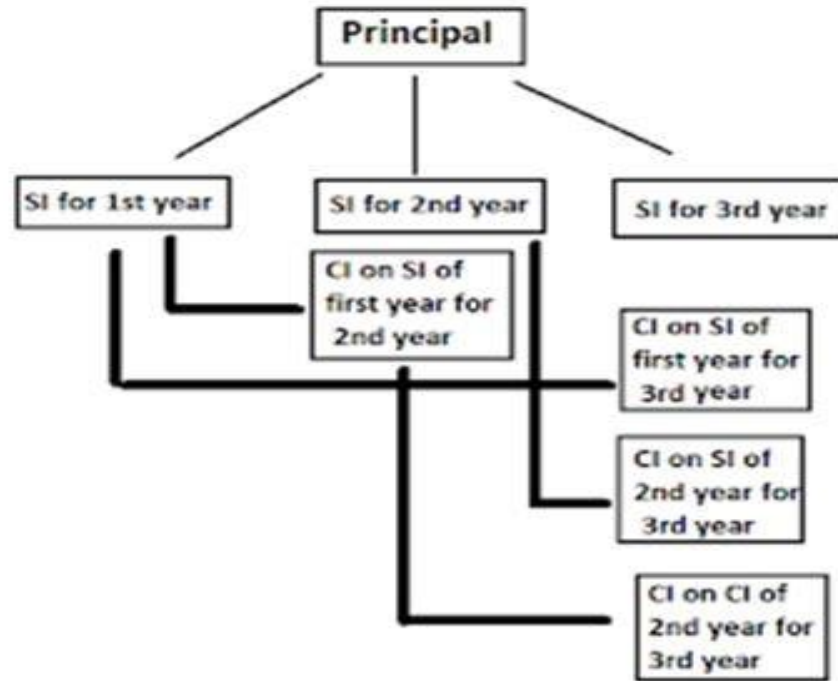 Principal
SI for 1st year
SI for 2nd year
SI for 3rd year
CI on SI of
first year for
2nd year
CI on SI of
first year for
3rd year
CI on SI of
2nd year for
3rd year
CI on CI of
2nd year for
3rd year